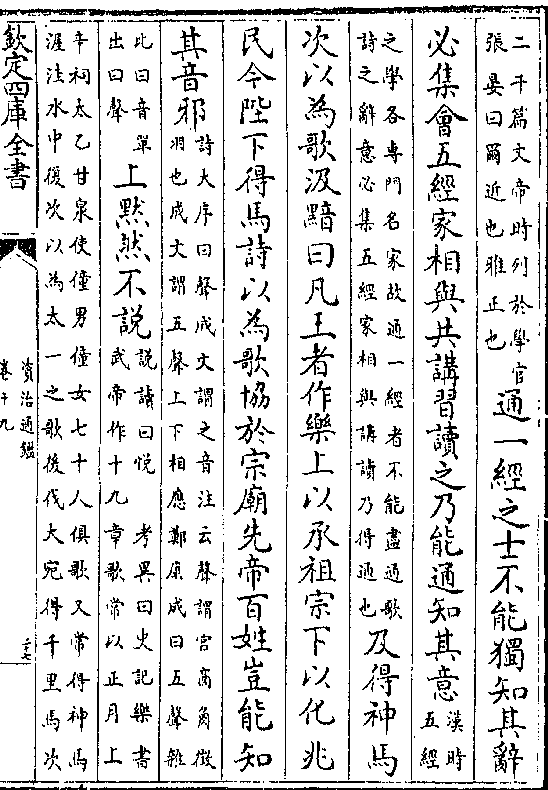 二千篇文帝時列於學官
張晏曰爾近也雅正也
通一經之士不能獨知其辭
必集會五經家相與共講習讀之乃能通知其意
漢時
五經
之學各專門名家故通一經者不能盡通歌
詩之辭意必集五經家相與講讀乃得通也
及得神馬
次以為歌汲黯曰凡王者作樂上以承祖宗下以化兆
民今陛下得馬詩以為歌協於宗廟先帝百姓豈能知
其音邪
詩大序曰聲成文謂之音注云聲謂宮商角徵
羽也成文謂五聲上下相應鄭康成曰五聲雜
比曰音單
出曰聲
上黙然不説
説讀曰悅 考異曰史記樂書
武帝作十九章歌常以正月上
辛祠太乙甘泉使僮男僮女七十人俱歌又常得神馬
渥洼水中復次以為太一之歌後伐大宛得千里馬次
欽定四庫全書
資治通鑑
卷十九
二十七